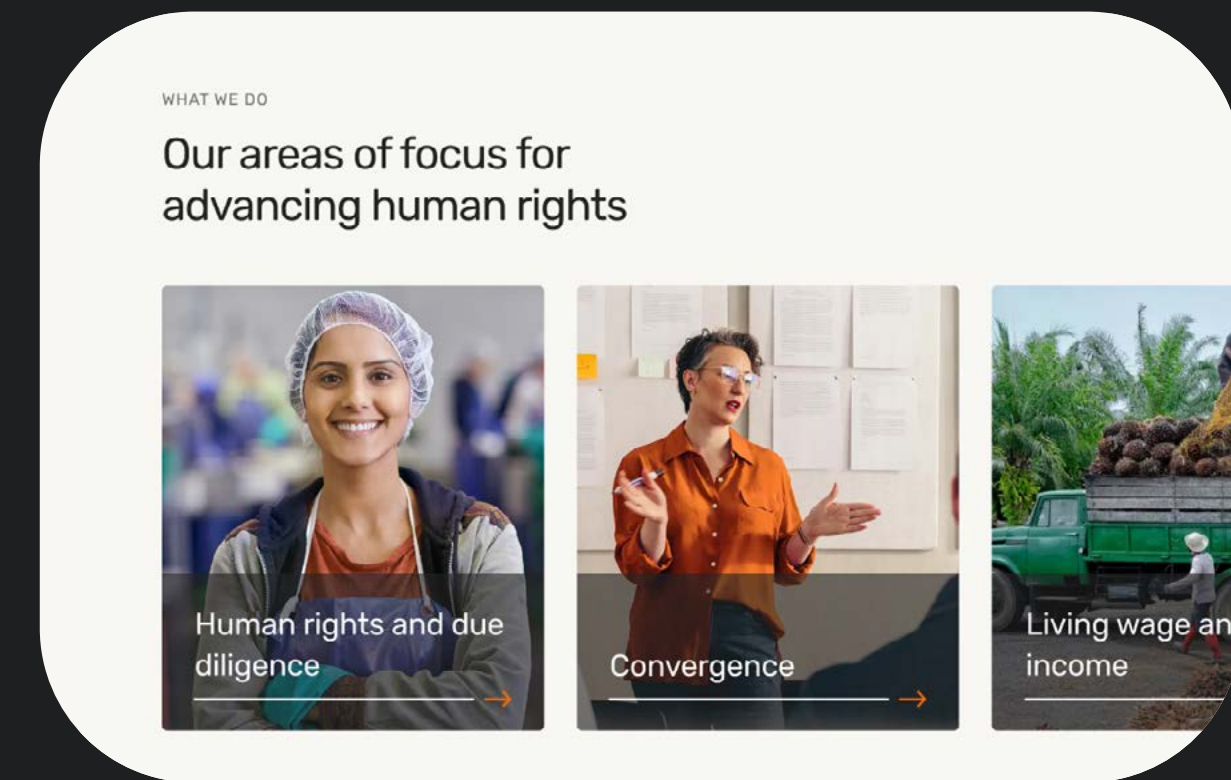 WHAT WE DO
Our areas of focus for
advancing human rights
Human rights and due
diligence
Convergence
Living wage an
income